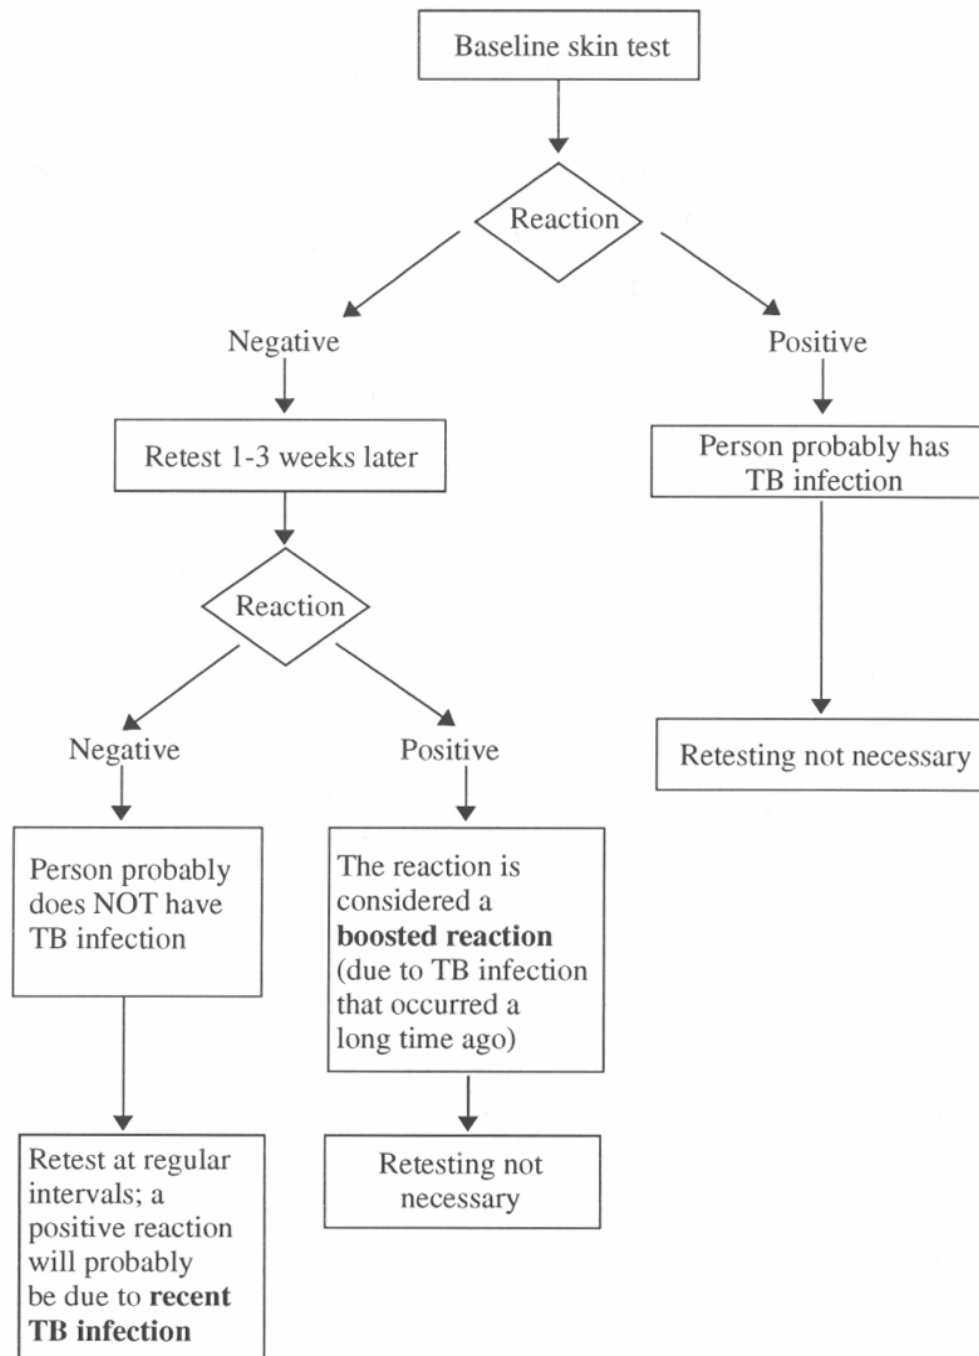 Baseline skin test
Reaction
Negative
Positive
Retest 1-3 weeks later
Person probably has
TB infection
Reaction
Negative
Positive
Retesting not necessary
Person probably
does NOT have
TB infection
The reaction is
considered a
boosted reaction
(due to TB infection
that occurred a
long time ago)
Retest at regular
intervals; a
positive reaction
will probably
be due to recent
TB infection
Retesting not
necessary